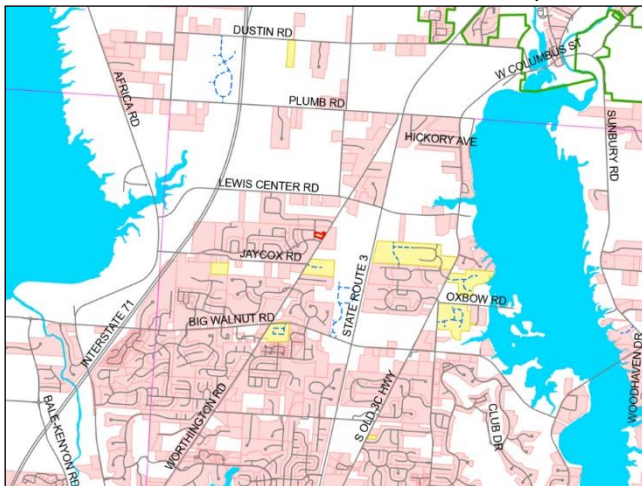 DUSTIN RD
W COLUMBUS ST
AFRICA RD
PLUMB RD
HICKORY AVE
SUNBURY RD
LEWIS CENTER RD
JAYCOX RD
STATE ROUTE 3
OXBOW RD
BIG WALNUT RD
INTERSTATE 71
BALE-KENYON RD
WORTHINGTON RD
S OLD 3C HWY
CLUB DR
WOODHAVEN DR